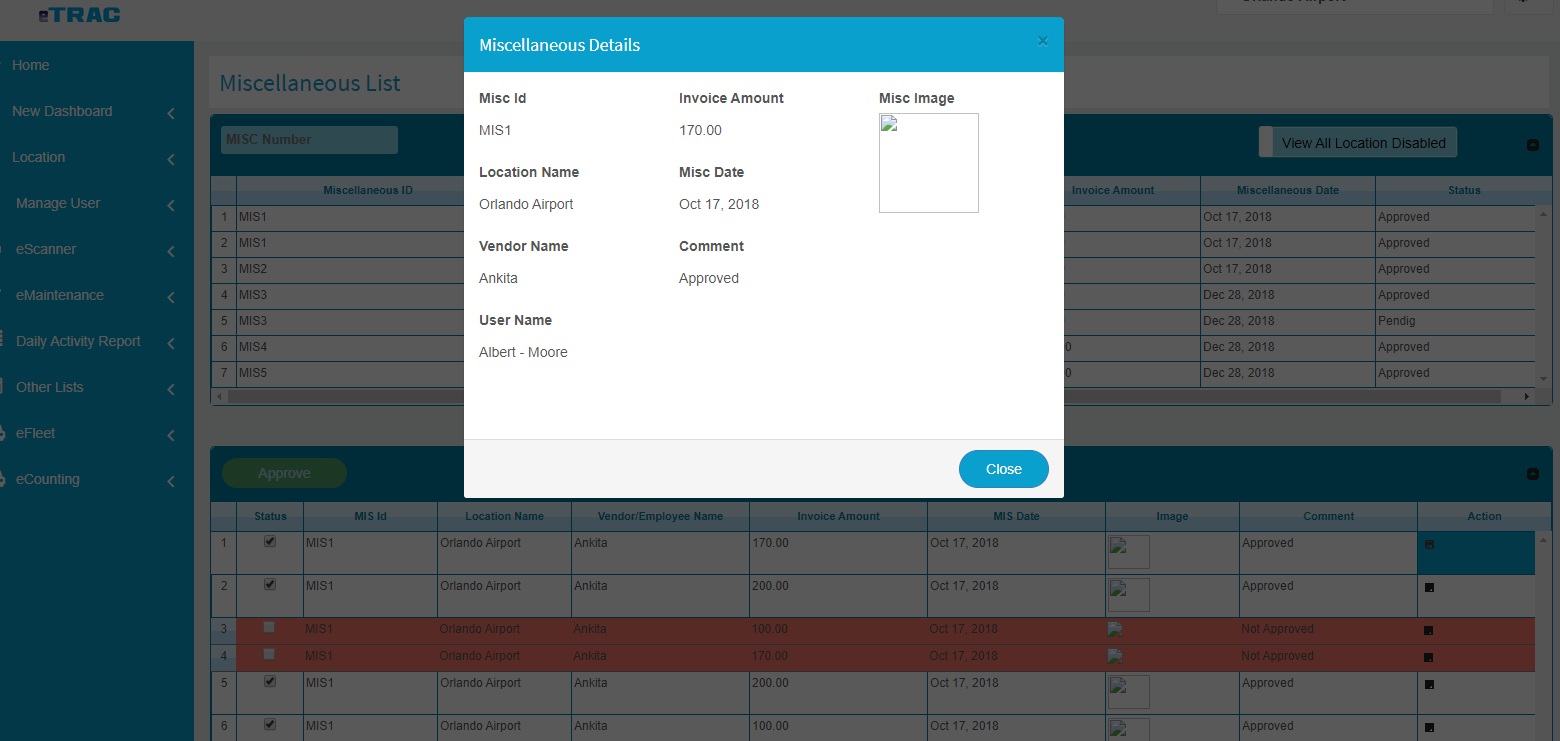 eTRAC
Home
New Dashboard
Location
Manage User
eScanner
eMaintenance
Daily Activity Report
Other Lists
eFleet
eCounting
Miscellaneous List
MISC Number
View All Location Disabled
Miscellaneous ID Invoice Amount Miscellaneous Date Status
1 MIS1 Oct 17, 2018 Approved
2 MIS1 Oct 17, 2018 Approved
3 MIS2 Oct 17, 2018 Approved
4 MIS3 Dec 28, 2018 Approved
5 MIS3 Dec 28, 2018 Pendig
6 MIS4 0 Dec 28, 2018 Approved
7 MIS5 0 Dec 28, 2018 Approved
Miscellaneous Details ×
Misc Id Invoice Amount Misc Image
MIS1 170.00
Location Name Misc Date
Orlando Airport Oct 17, 2018
Vendor Name Comment
Ankita Approved
User Name
Albert - Moore
Close
Approve
Status MIS Id Location Name Vendor/Employee Name Invoice Amount MIS Date Image Comment Action
1 MIS1 Orlando Airport Ankita 170.00 Oct 17, 2018 Approved
2 MIS1 Orlando Airport Ankita 200.00 Oct 17, 2018 Approved
3 MIS1 Orlando Airport Ankita 100.00 Oct 17, 2018 Not Approved
4 MIS1 Orlando Airport Ankita 170.00 Oct 17, 2018 Not Approved
5 MIS1 Orlando Airport Ankita 200.00 Oct 17, 2018 Approved
6 MIS1 Orlando Airport Ankita 100.00 Oct 17, 2018 Approved